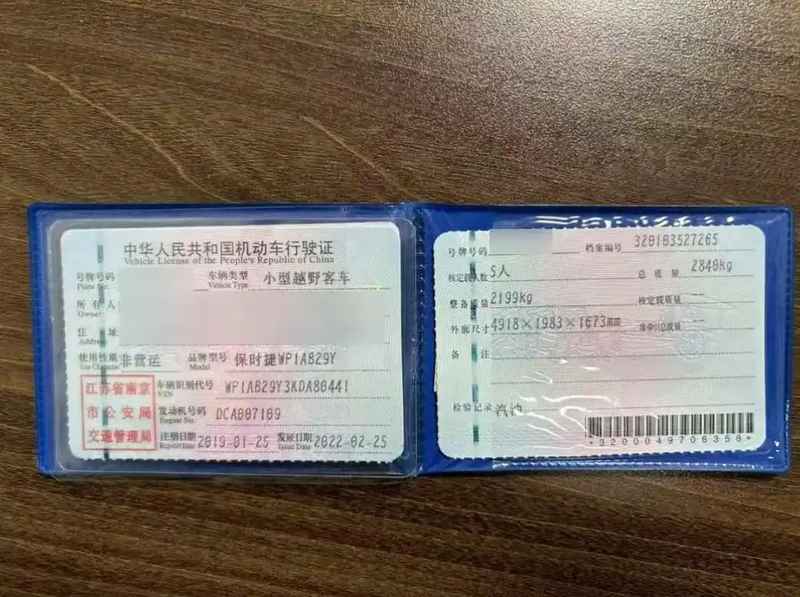 中华人民共和国机动车行驶证
Vehicle License of the People's Republic of China
号牌号码
Plate No.
车辆类型 小型越野客车
Vehicle Type
所有人
Owner
住址
Address
使用性质 非营运
Use Character
品牌型号 保时捷WP1AB29Y
Model
江苏省南京
市公安局
交通管理局
车辆识别代号 WP1AB29Y3KDA80441
VIN
发动机号码 DCA007109
Engine No.
注册日期 2019-01-25 发证日期 2022-02-25
Register Date Issue Date
号牌号码
档案编号 320103527265
核定载人数 5人 总质量 2840kg
整备质量 2199kg 核定载质量 --
外廓尺寸 4918×1983×1673mm 准牵引总质量 --
备注
检验记录 汽油
*3200049706356*